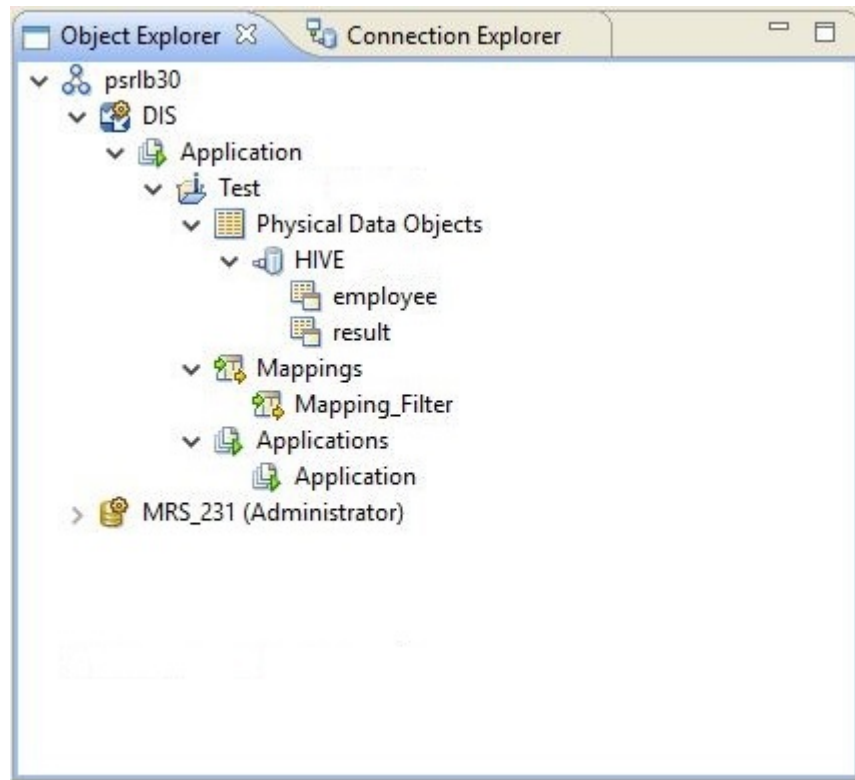 Object Explorer Connection Explorer
psrlb30
DIS
Application
Test
Physical Data Objects
HIVE
employee
result
Mappings
Mapping_Filter
Applications
Application
MRS_231 (Administrator)